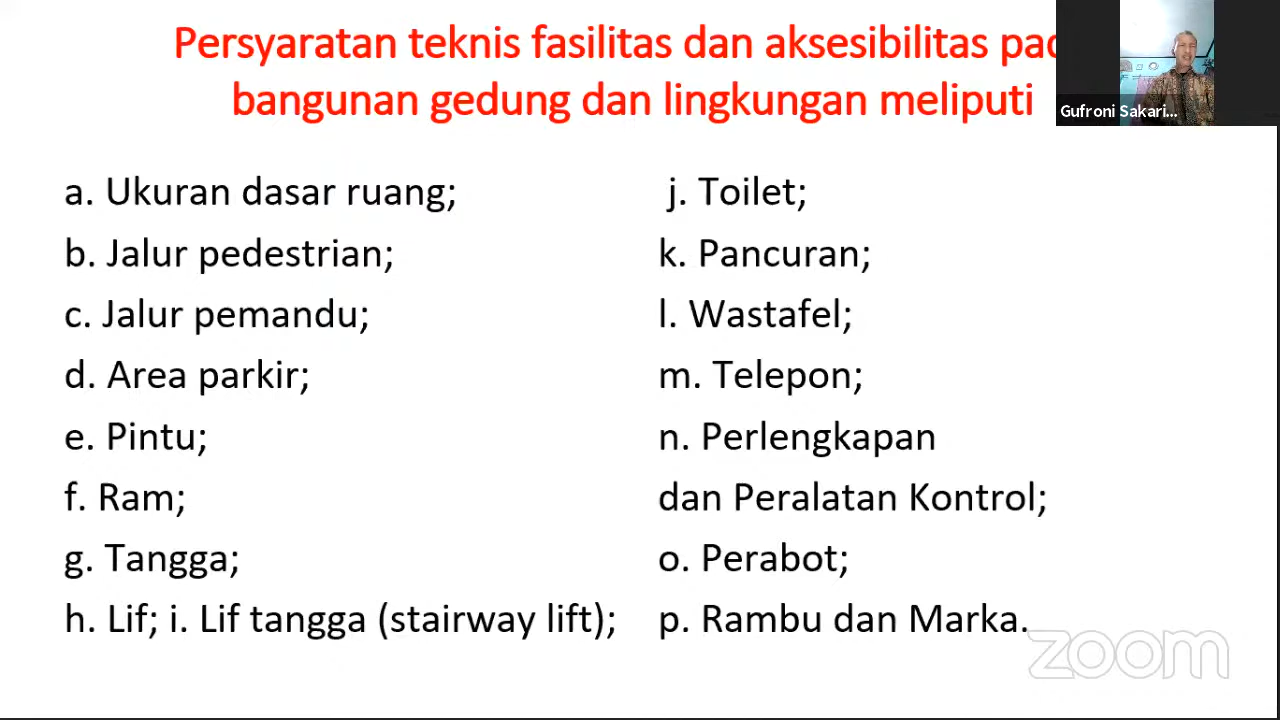 Persyaratan teknis fasilitas dan aksesibilitas
bangunan gedung dan lingkungan meliputi
Gufroni Sakari...
a. Ukuran dasar ruang;
b. Jalur pedestrian;
c. Jalur pemandu;
d. Area parkir;
e. Pintu;
f. Ram;
g. Tangga;
h. Lif; i. Lif tangga (stairway lift);
j. Toilet;
k. Pancuran;
l. Wastafel;
m. Telepon;
n. Perlengkapan
dan Peralatan Kontrol;
o. Perabot;
p. Rambu dan Marka.
zoom